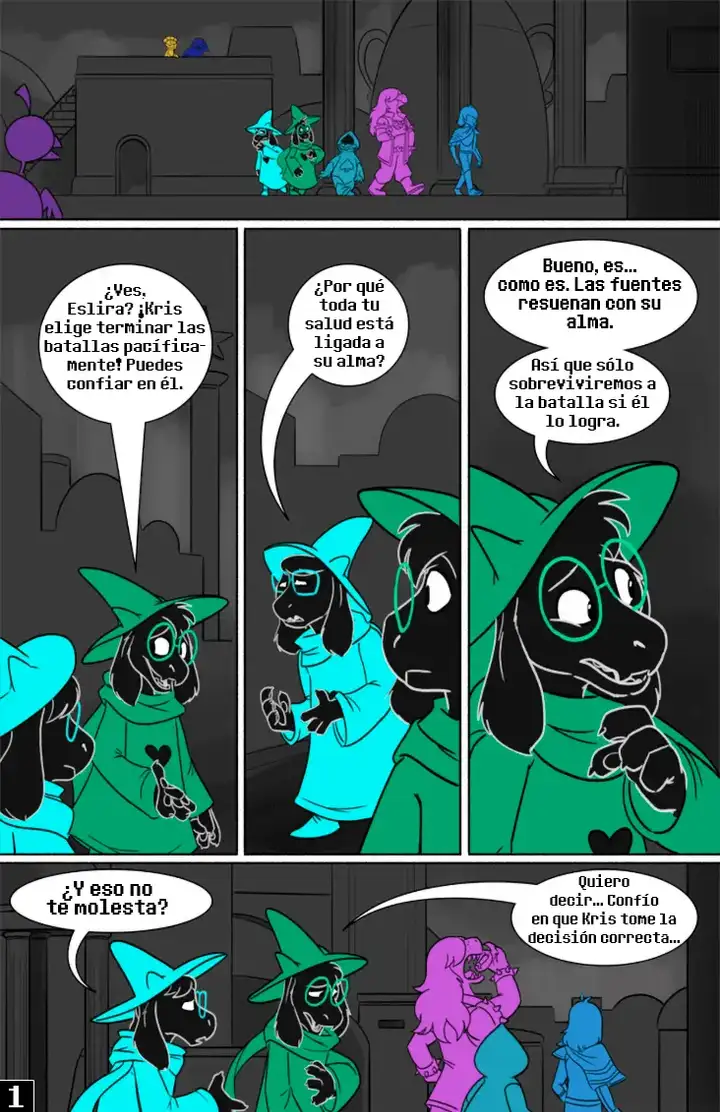 ¿Ves,
Eslira? ¡Kris
elige terminar las
batallas pacífica-
mente! Puedes
confiar en él.
¿Por qué
toda tu
salud está
ligada a
su alma?
Bueno, es...
como es. Las fuentes
resuenan con su
alma.
Así que sólo
sobreviviremos a
la batalla si él
lo logra.
¿Y eso no
te molesta?
Quiero
decir... Confío
en que Kris tome la
decisión correcta...
1